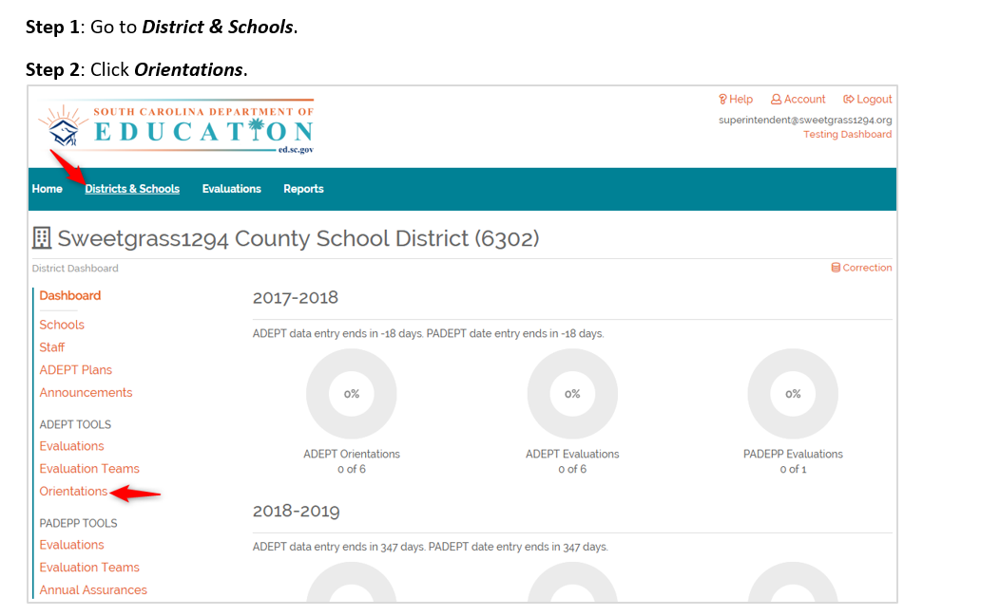 Step 1: Go to District & Schools.
Step 2: Click Orientations.
SOUTH CAROLINA DEPARTMENT OF
EDUCATION
ed.sc.gov
Help Account Logout
superintendent@sweetgrass1294.org
Testing Dashboard
Home Districts & Schools Evaluations Reports
Sweetgrass1294 County School District (6302)
District Dashboard
Correction
Dashboard
Schools
Staff
ADEPT Plans
Announcements
ADEPT TOOLS
Evaluations
Evaluation Teams
Orientations
PADEPP TOOLS
Evaluations
Evaluation Teams
Annual Assurances
2017-2018
ADEPT data entry ends in -18 days. PADEPT date entry ends in -18 days.
0% 0% 0%
ADEPT Orientations ADEPT Evaluations PADEPP Evaluations
0 of 6 0 of 6 0 of 1
2018-2019
ADEPT data entry ends in 347 days. PADEPT date entry ends in 347 days.